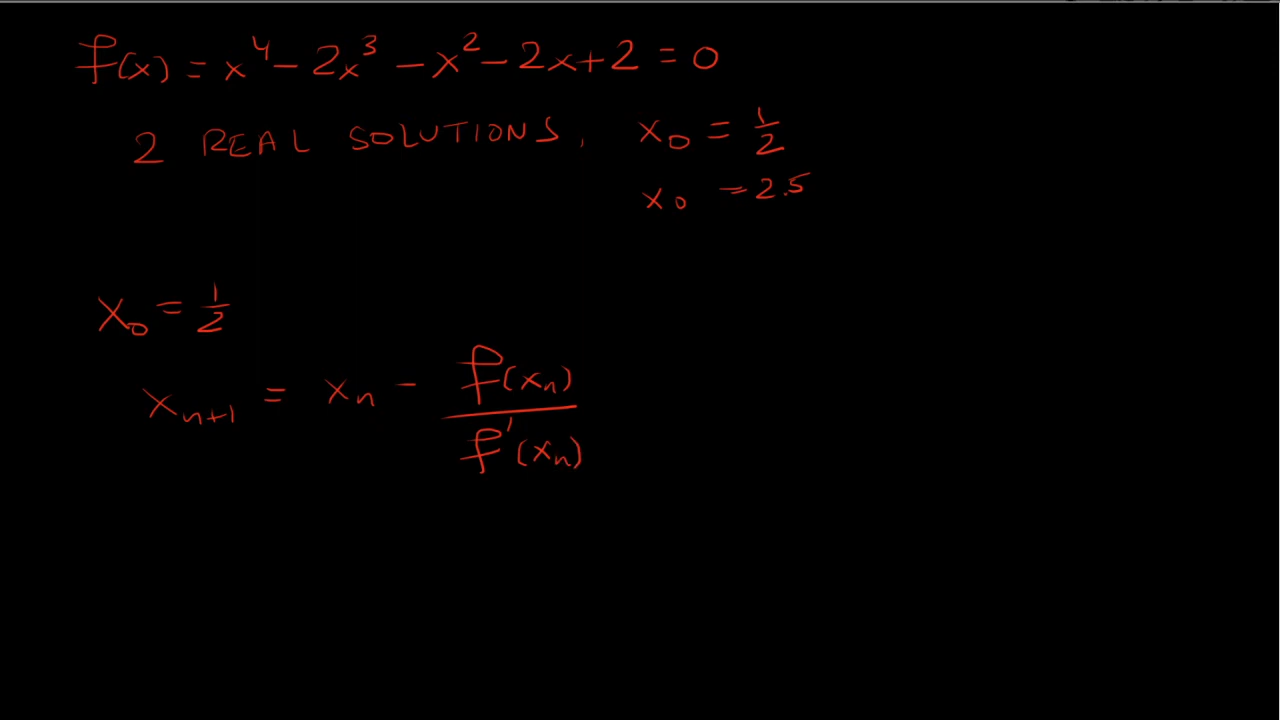 f(x) = x⁴ - 2x³ - x² - 2x + 2 = 0
2 REAL SOLUTIONS, x₀ = 1/2
x₀ = 2.5
x₀ = 1/2
xₙ₊₁ = xₙ - f(xₙ)/f'(xₙ)